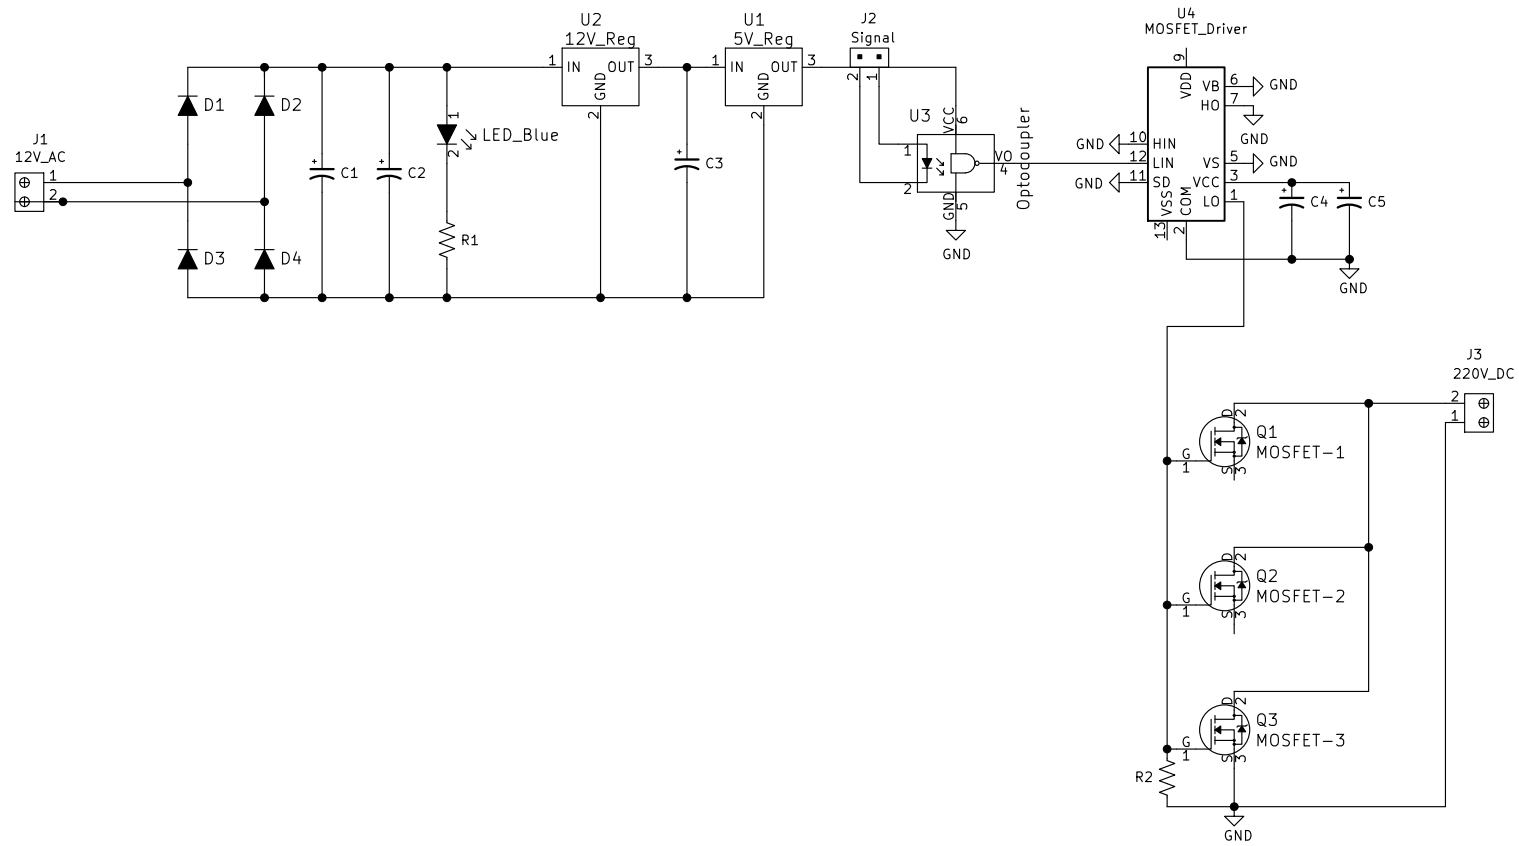 J1
12V_AC
1
2
D1
D2
D3
D4
+
C1
+
C2
1
2
LED_Blue
R1
U2
12V_Reg
1
IN
OUT
3
GND
2
+
C3
U1
5V_Reg
1
IN
OUT
3
GND
2
J2
Signal
2
1
U3
VCC
6
1
2
VO
4
GND
5
Optocoupler
GND
U4
MOSFET_Driver
9
VDD
VB
6
GND
HO
7
GND
GND
10
HIN
12
LIN
GND
11
SD
VS
5
GND
VCC
3
LO
1
VSS
13
COM
2
+
C4
+
C5
GND
J3
220V_DC
2
1
D
2
Q1
MOSFET-1
G
1
S
3
D
2
Q2
MOSFET-2
G
1
S
3
D
2
Q3
MOSFET-3
G
1
S
3
R2
GND